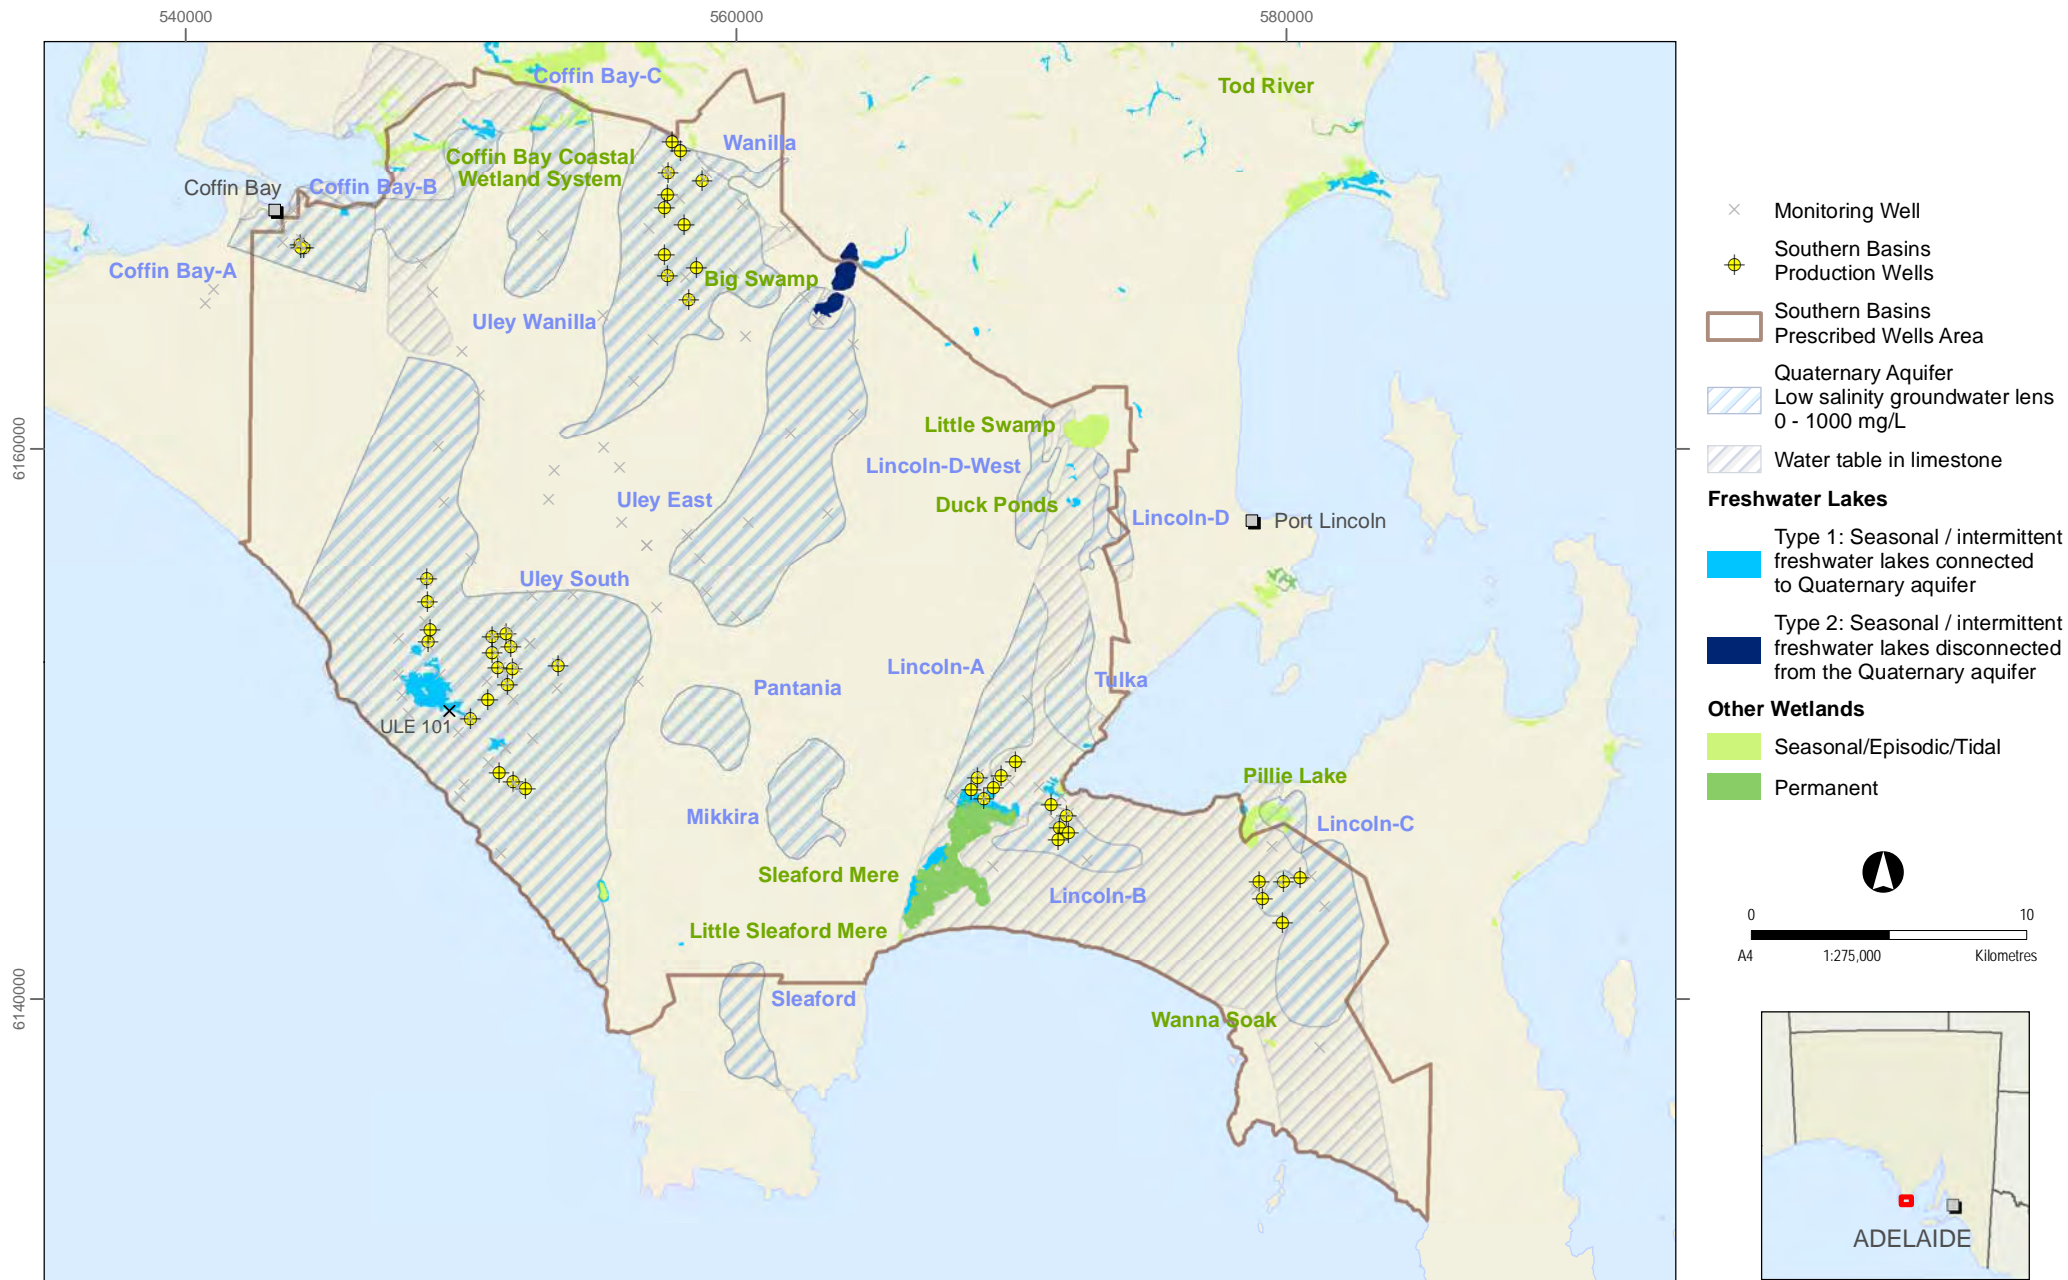 540000
560000
580000
6160000
6140000
Coffin Bay-C
Tod River
Wanilla
Coffin Bay Coastal
Wetland System
Coffin Bay
Coffin Bay-B
Coffin Bay-A
Big Swamp
Uley Wanilla
Little Swamp
Lincoln-D-West
Uley East
Duck Ponds
Lincoln-D
Port Lincoln
Uley South
Lincoln-A
Tulka
Pantania
ULE 101
Pillie Lake
Mikkira
Lincoln-C
Sleaford Mere
Lincoln-B
Little Sleaford Mere
Sleaford
Wanna Soak
Monitoring Well
Southern Basins
Production Wells
Southern Basins
Prescribed Wells Area
Quaternary Aquifer
Low salinity groundwater lens
0 - 1000 mg/L
Water table in limestone
Freshwater Lakes
Type 1: Seasonal / intermittent
freshwater lakes connected
to Quaternary aquifer
Type 2: Seasonal / intermittent
freshwater lakes disconnected
from the Quaternary aquifer
Other Wetlands
Seasonal/Episodic/Tidal
Permanent
0 10
A4 1:275,000 Kilometres
ADELAIDE